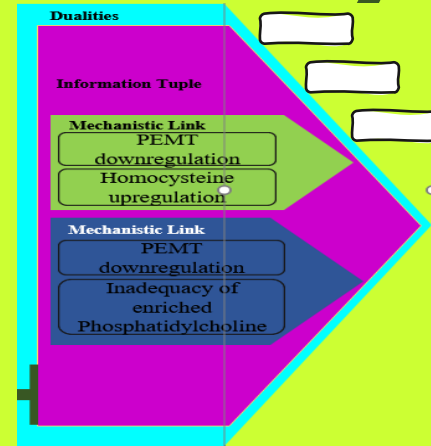 Dualities
Information Tuple
Mechanistic Link
PEMT
downregulation
Homocysteine
upregulation
Mechanistic Link
PEMT
downregulation
Inadequacy of
enriched
Phosphatidylcholine